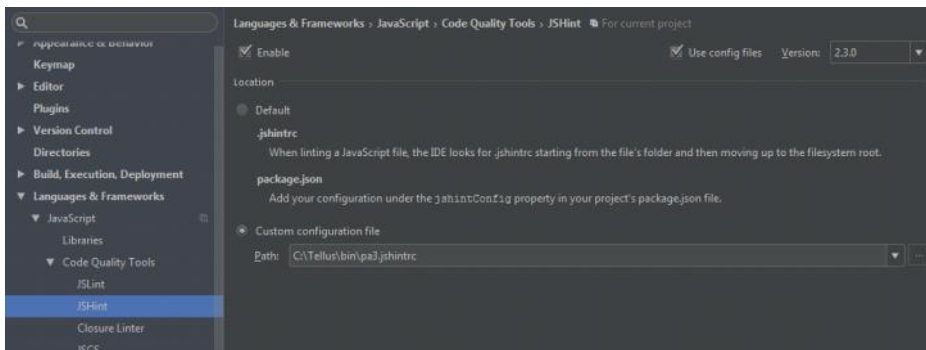 Appearance & Behavior
Keymap
Editor
Plugins
Version Control
Directories
Build, Execution, Deployment
Languages & Frameworks
JavaScript
Libraries
Code Quality Tools
JSLint
JSHint
Closure Linter
JSCS
Languages & Frameworks › JavaScript › Code Quality Tools › JSHint For current project
Enable Use config files Version: 2.3.0
Location
Default
.jshintrc
When linting a JavaScript file, the IDE looks for .jshintrc starting from the file's folder and then moving up to the filesystem root.
package.json
Add your configuration under the jshintConfig property in your project's package.json file.
Custom configuration file
Path: C:\Tellus\bin\pa3.jshintrc ...